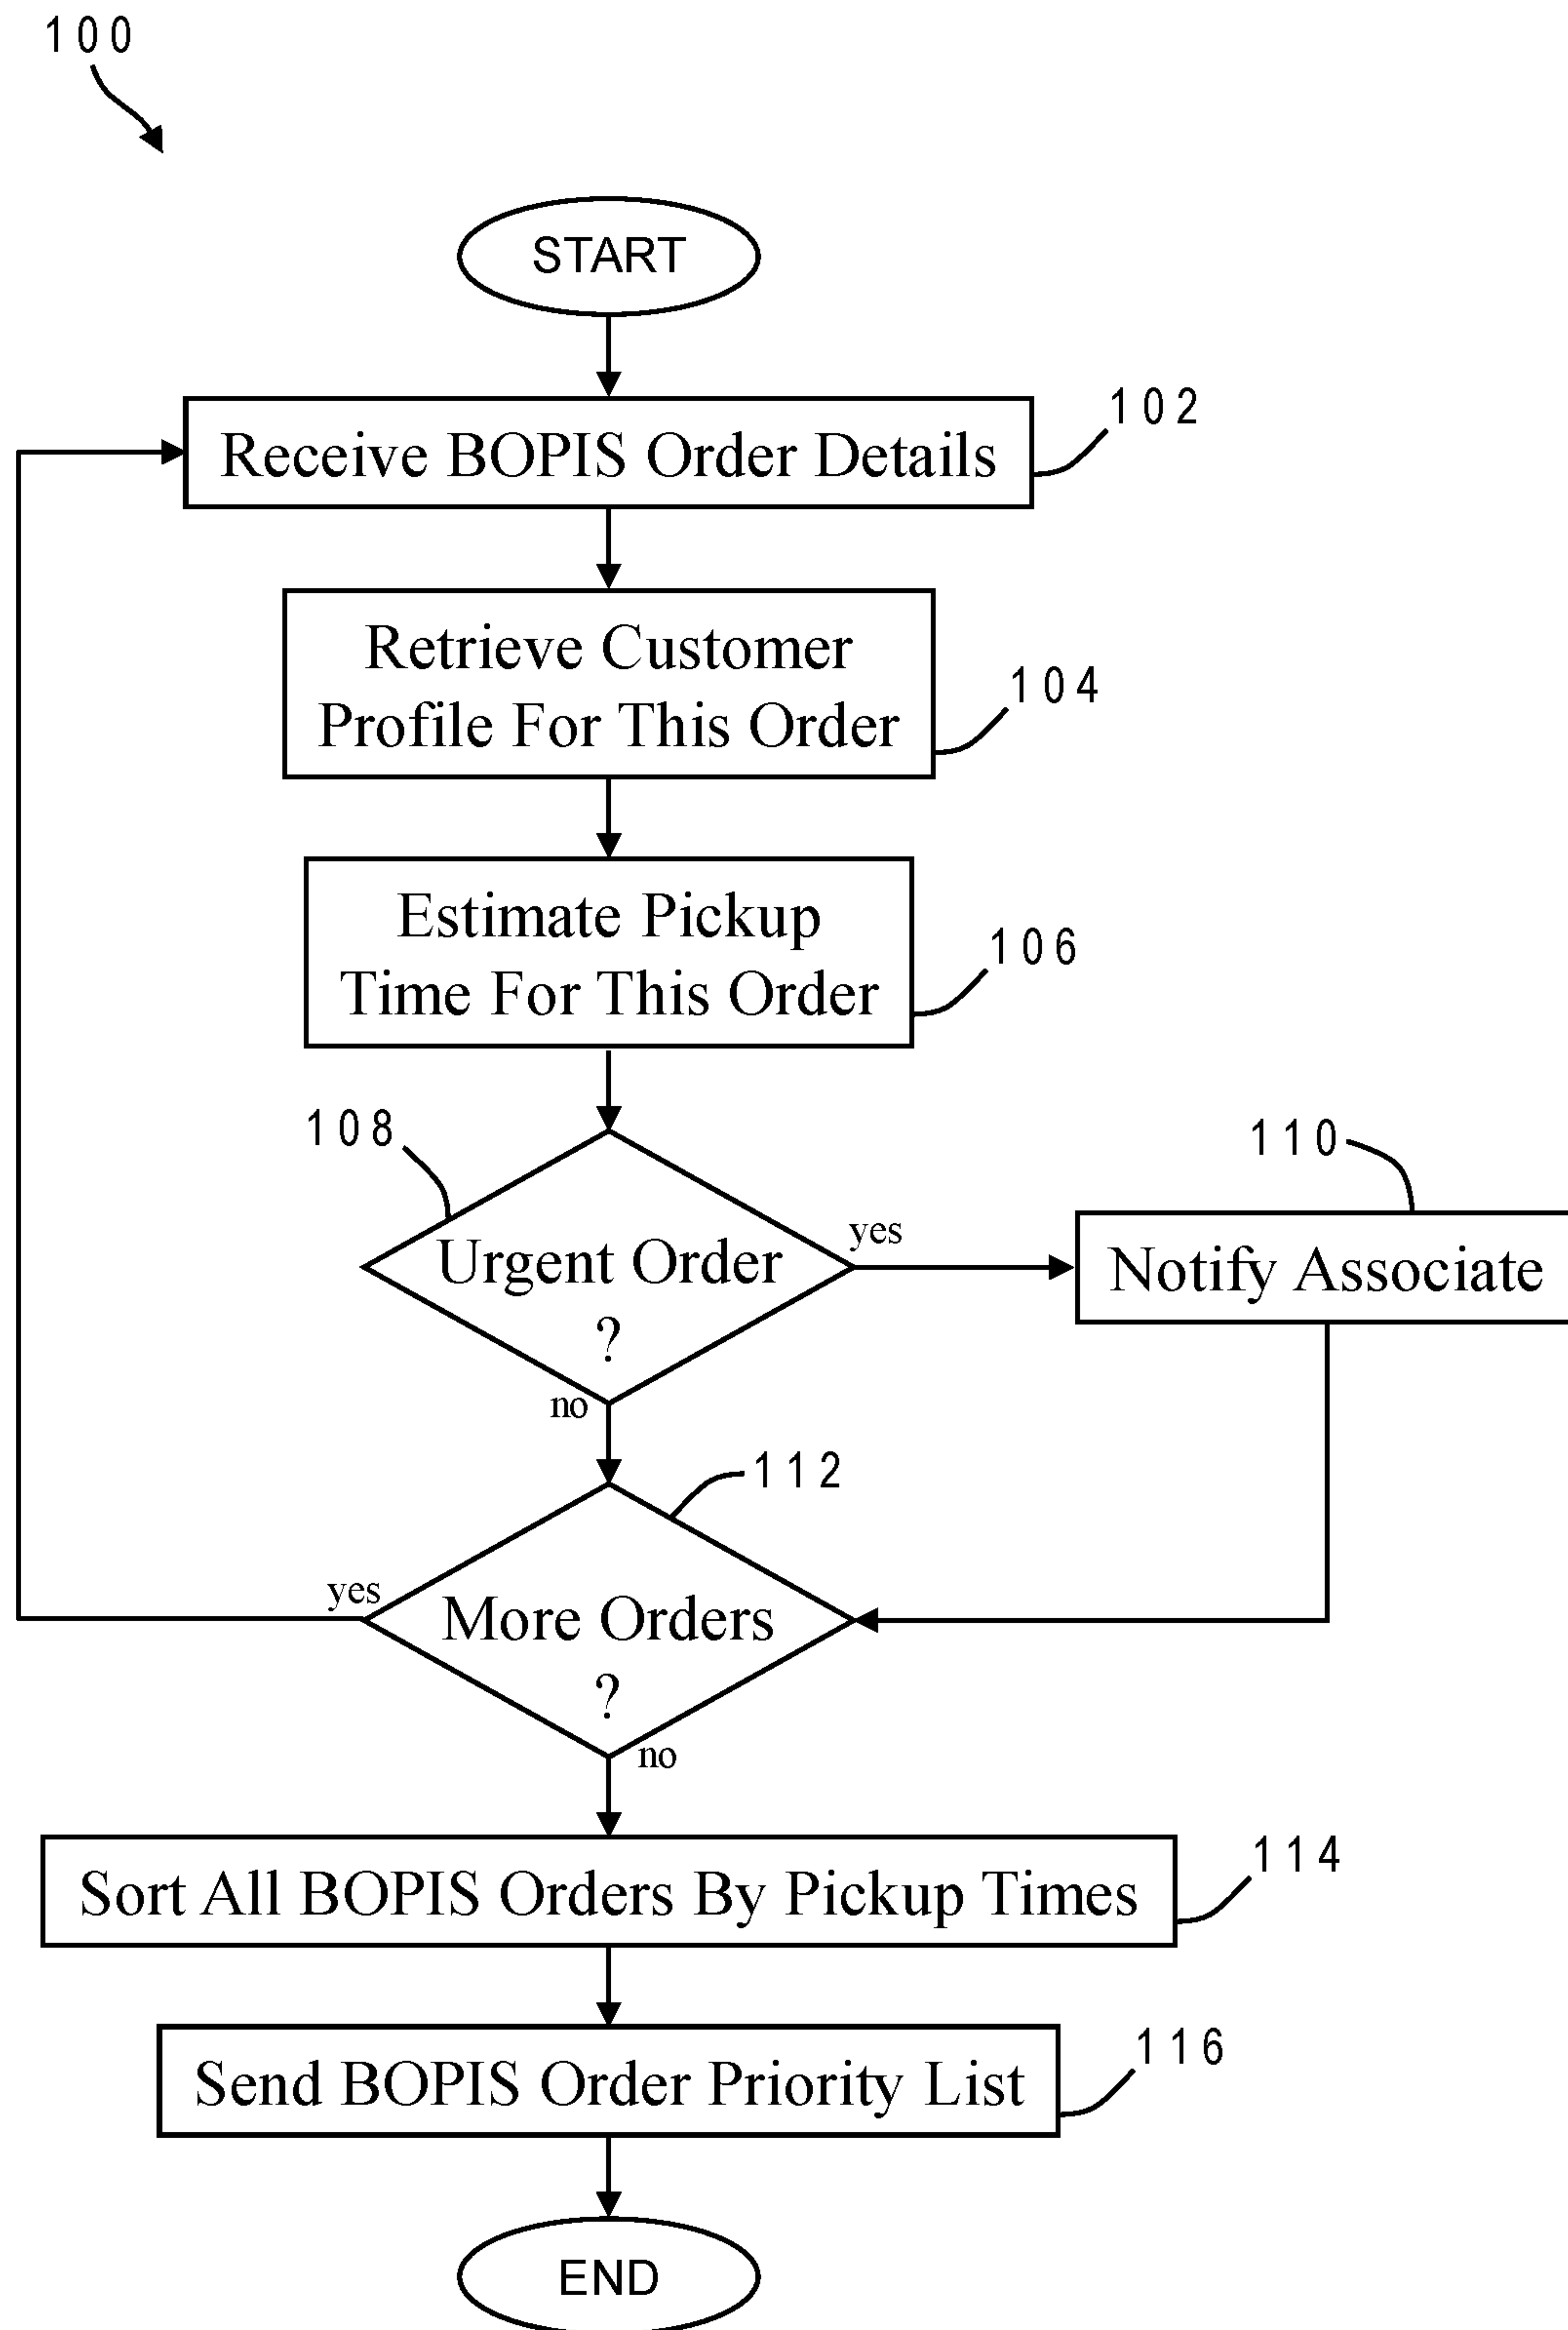 100
START
102
Receive BOPIS Order Details
104
Retrieve Customer
Profile For This Order
106
Estimate Pickup
Time For This Order
108
110
Urgent Order
?
yes
no
Notify Associate
112
More Orders
?
yes
no
114
Sort All BOPIS Orders By Pickup Times
116
Send BOPIS Order Priority List
END